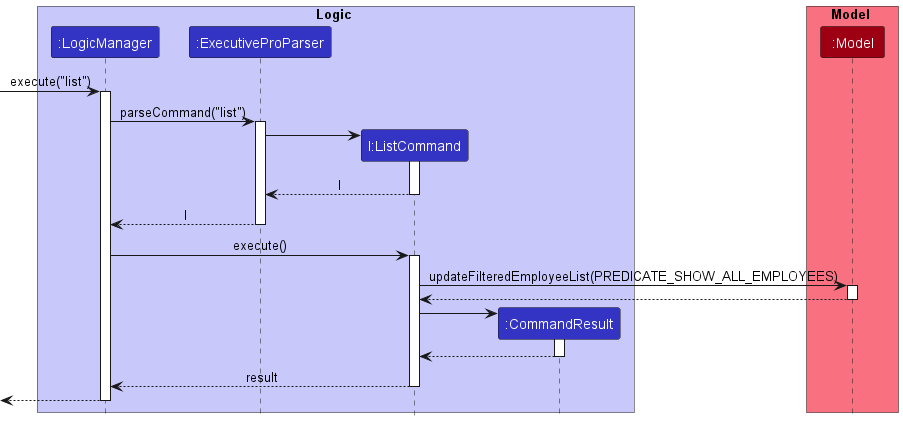 Logic
Model
:LogicManager
:ExecutiveProParser
:Model
execute("list")
parseCommand("list")
l:ListCommand
l
l
execute()
updateFilteredEmployeeList(PREDICATE_SHOW_ALL_EMPLOYEES)
:CommandResult
result